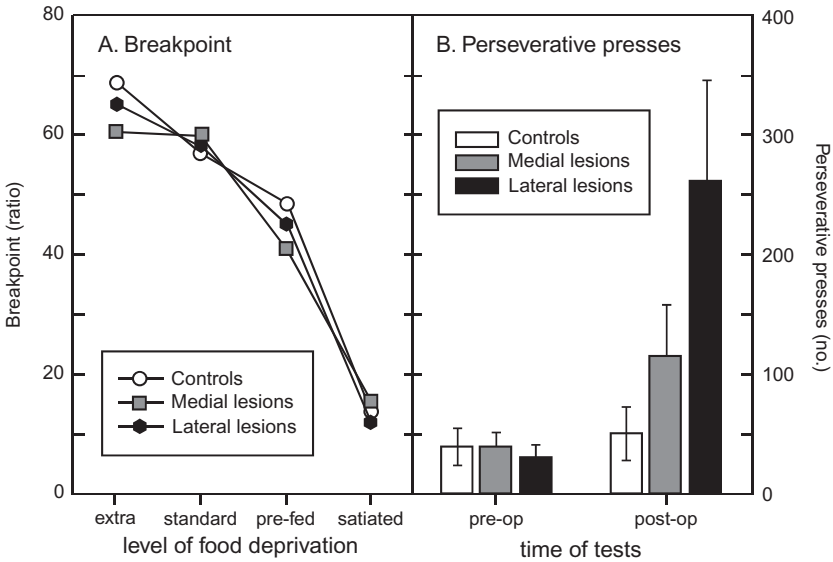 A. Breakpoint
80
60
40
20
0
Breakpoint (ratio)
Controls
Medial lesions
Lateral lesions
extra standard pre-fed satiated
level of food deprivation
B. Perseverative presses
Controls
Medial lesions
Lateral lesions
400
300
200
100
0
Perseverative presses (no.)
pre-op post-op
time of tests